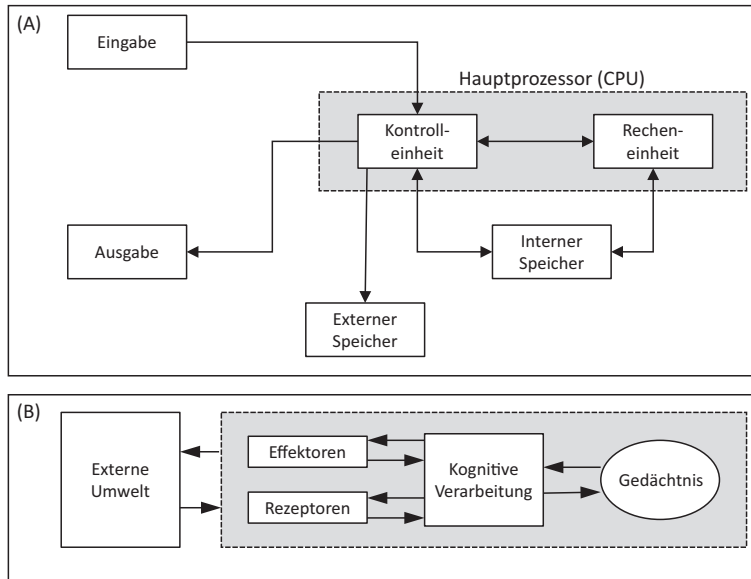 (A)
Eingabe
Hauptprozessor (CPU)
Kontroll-
einheit
Rechen-
einheit
Ausgabe
Interner
Speicher
Externer
Speicher
(B)
Externe
Umwelt
Effektoren
Rezeptoren
Kognitive
Verarbeitung
Gedächtnis